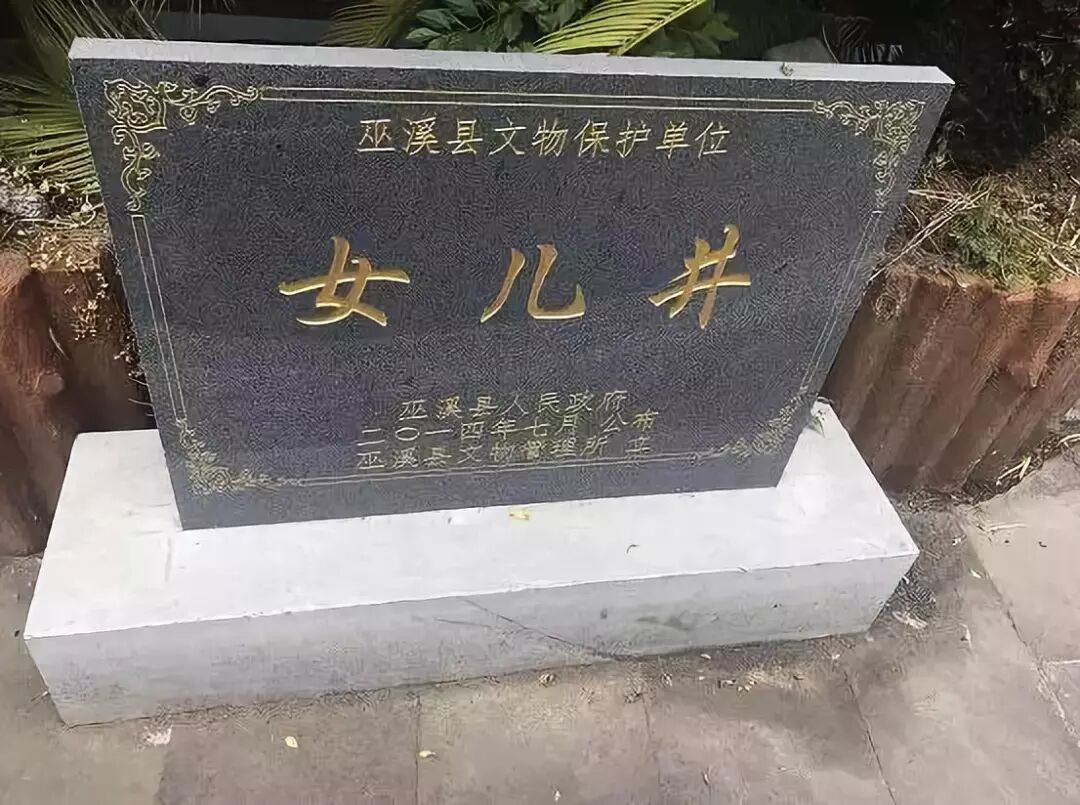 巫溪县文物保护单位
女儿井
巫溪县人民政府
二〇一四年七月 公布
巫溪县文物管理所 立